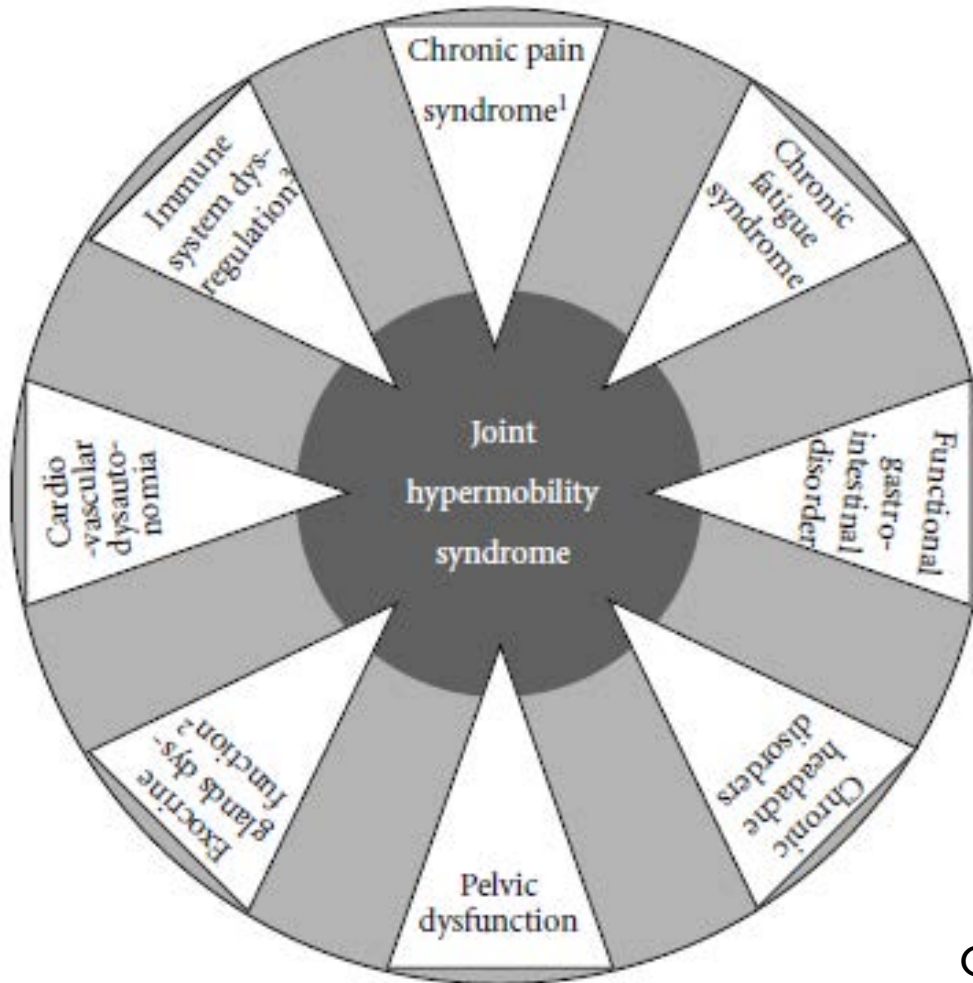 Chronic pain
syndrome¹
Chronic
fatigue
syndrome
Functional
gastro-
intestinal
disorder
Chronic
headache
disorders
Pelvic
dysfunction
Exocrine
glands dys-
function²
Cardio
-vascular
dysauto-
nomia
Immune
system dys-
regulation³
Joint
hypermobility
syndrome